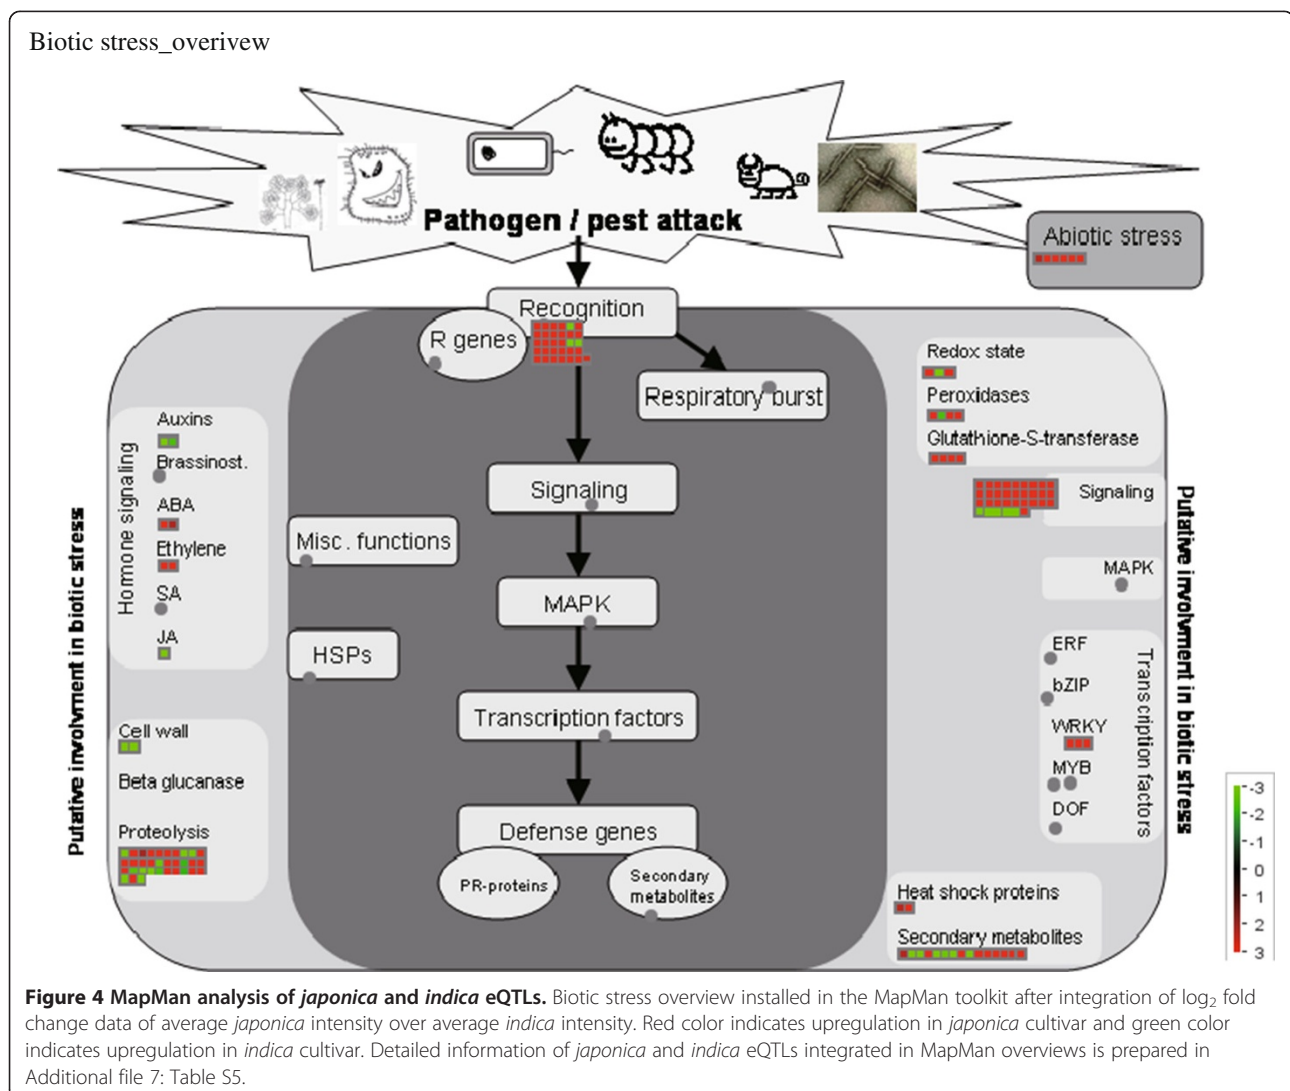 Biotic stress_overivew
Pathogen / pest attack
Abiotic stress
Recognition
R genes
Respiratory burst
Signaling
Misc. functions
MAPK
HSPs
Transcription factors
Defense genes
PR-proteins
Secondary
metabolites
Putative involvment in biotic stress
Hormone signaling
Auxins
Brassinost.
ABA
Ethylene
SA
JA
Cell wall
Beta glucanase
Proteolysis
Redox state
Peroxidases
Glutathione-S-transferase
Signaling
MAPK
ERF
bZIP
WRKY
MYB
DOF
Transcription factors
Heat shock proteins
Secondary metabolites
Putative involvment in biotic stress
-3
-2
-1
0
1
2
3
Figure 4 MapMan analysis of japonica and indica eQTLs. Biotic stress overview installed in the MapMan toolkit after integration of log₂ fold
change data of average japonica intensity over average indica intensity. Red color indicates upregulation in japonica cultivar and green color
indicates upregulation in indica cultivar. Detailed information of japonica and indica eQTLs integrated in MapMan overviews is prepared in
Additional file 7: Table S5.